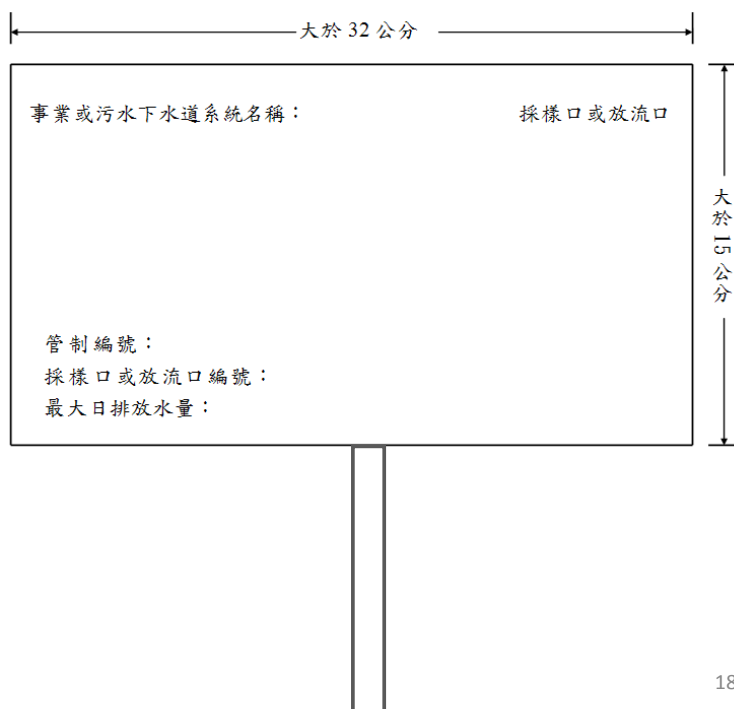 大於 32 公分
事業或污水下水道系統名稱：
採樣口或放流口
大於 15 公分
管制編號：
採樣口或放流口編號：
最大日排放水量：
18